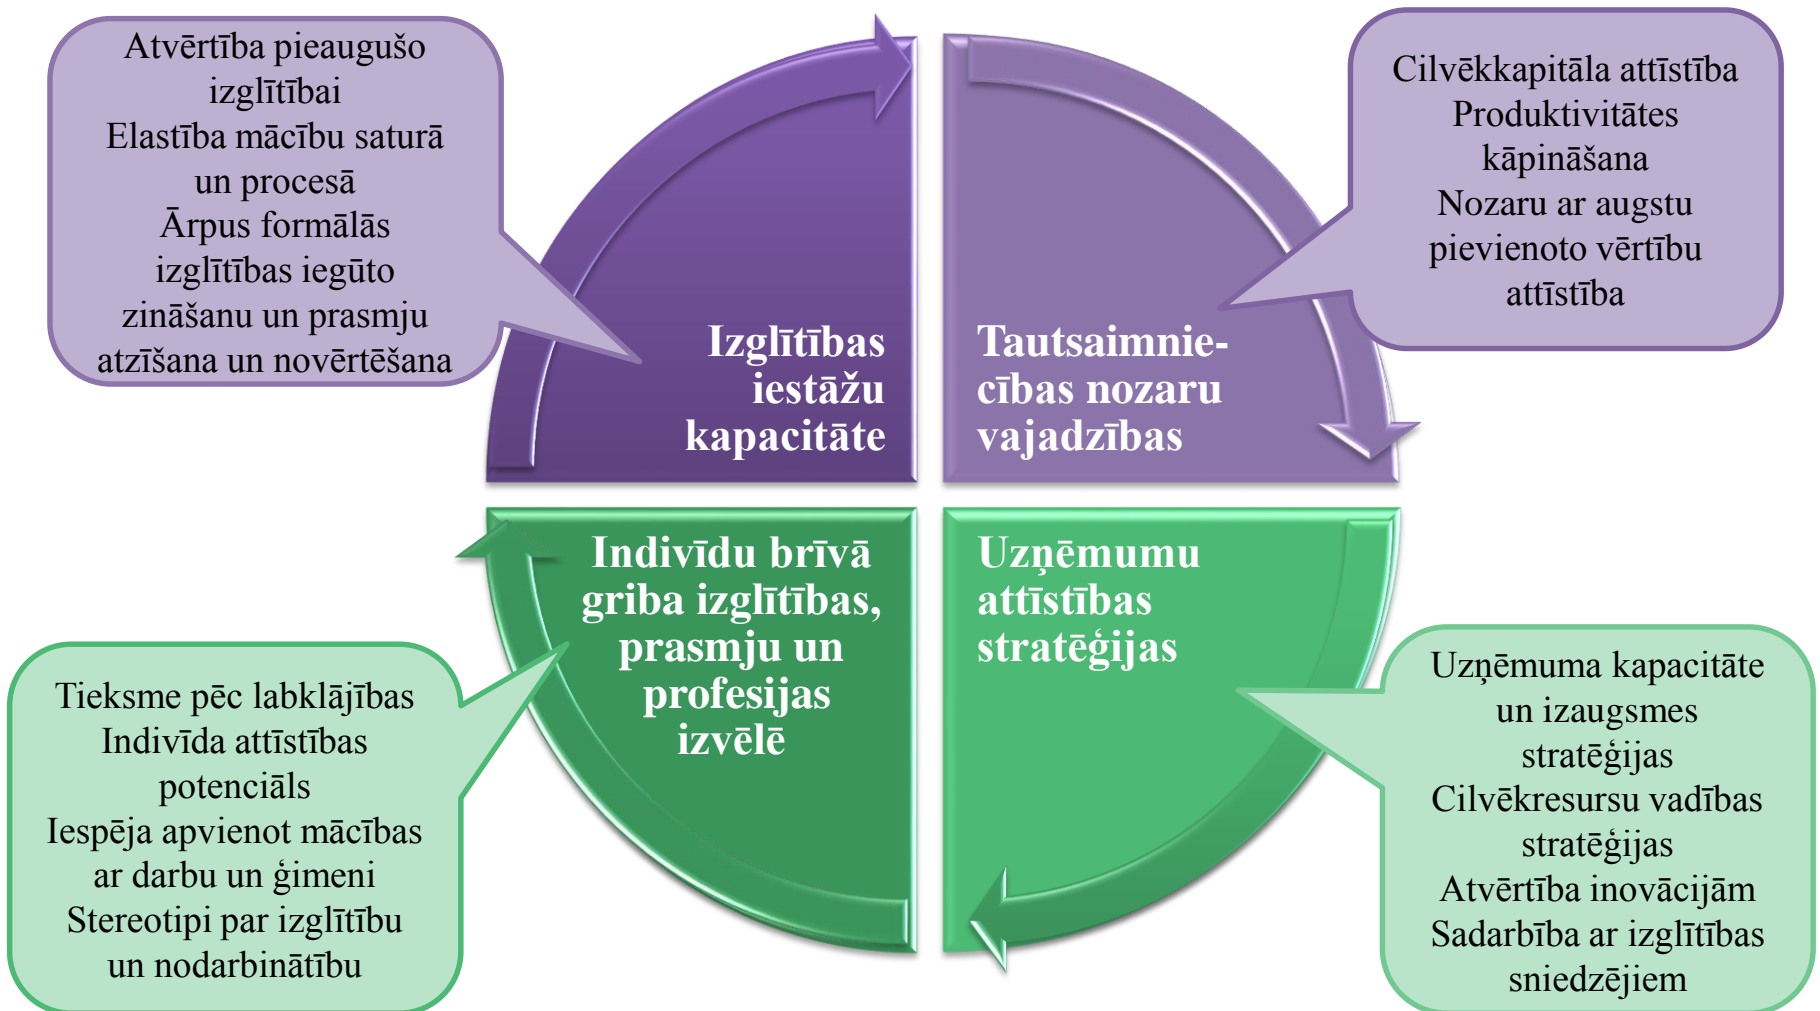 Atvērtība pieaugušo
izglītībai
Elastība mācību saturā
un procesā
Ārpus formālās
izglītības iegūto
zināšanu un prasmju
atzīšana un novērtēšana
Izglītības
iestāžu
kapacitāte
Tautsaimnie-
cības nozaru
vajadzības
Cilvēkkapitāla attīstība
Produktivitātes
kāpināšana
Nozaru ar augstu
pievienoto vērtību
attīstība
Tieksme pēc labklājības
Indivīda attīstības
potenciāls
Iespēja apvienot mācības
ar darbu un ģimeni
Stereotipi par izglītību
un nodarbinātību
Indivīdu brīvā
griba izglītības,
prasmju un
profesijas
izvēlē
Uzņēmumu
attīstības
stratēģijas
Uzņēmuma kapacitāte
un izaugsmes
stratēģijas
Cilvēkresursu vadības
stratēģijas
Atvērtība inovācijām
Sadarbība ar izglītības
sniedzējiem